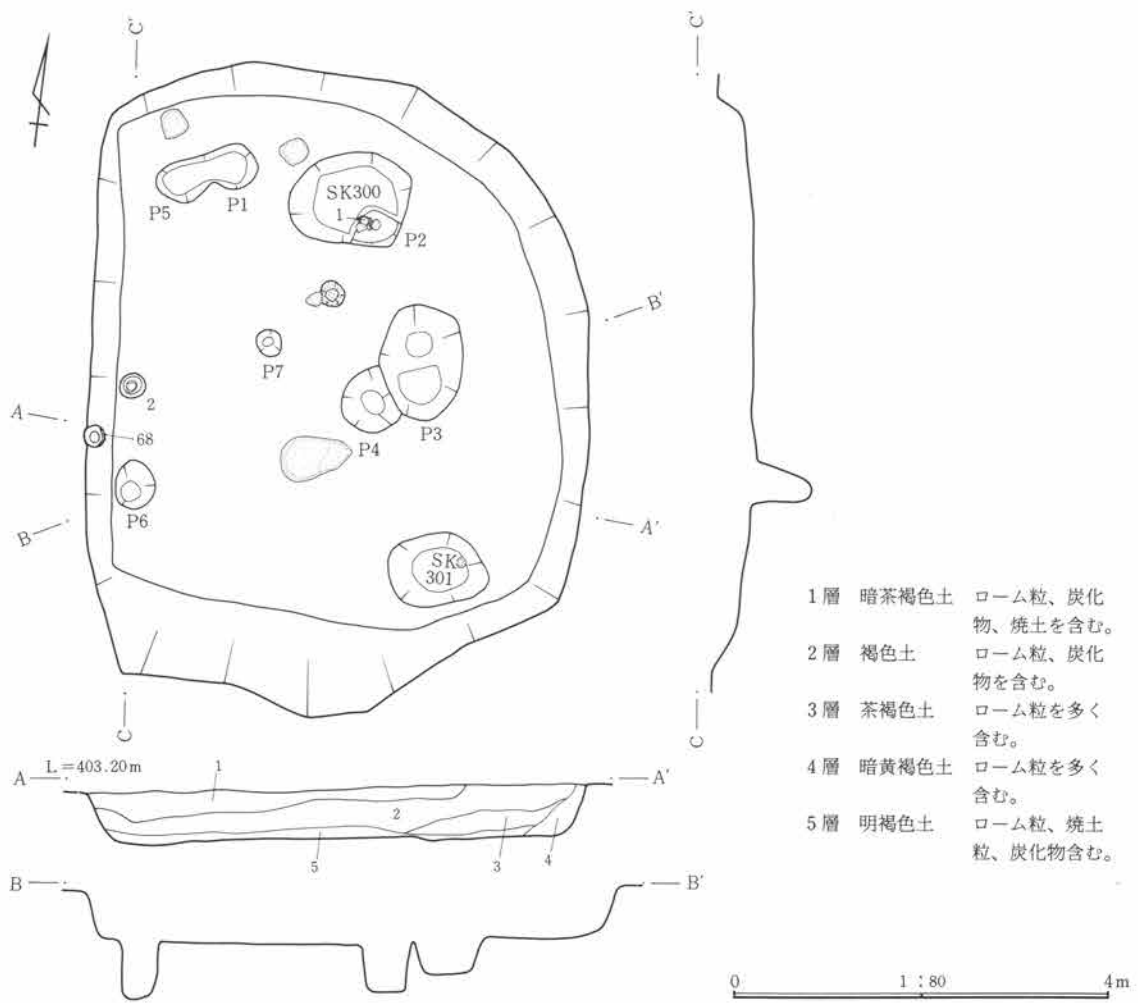 C'
C'
SK300
1
P2
P5
P1
B'
P7
2
A
68
P4
P3
P6
B
A'
SK
301
C
C
1層 暗茶褐色土 ローム粒、炭化
物、焼土を含む。
2層 褐色土 ローム粒、炭化
物を含む。
3層 茶褐色土 ロ��ム粒を多く
含む。
4層 暗黄褐色土 ローム粒を多く
含む。
5層 明褐色土 ローム粒、焼土
粒、炭化物含む。
L=403.20m
1
A
A'
2
5
3
4
B
B'
0 1:80 4m